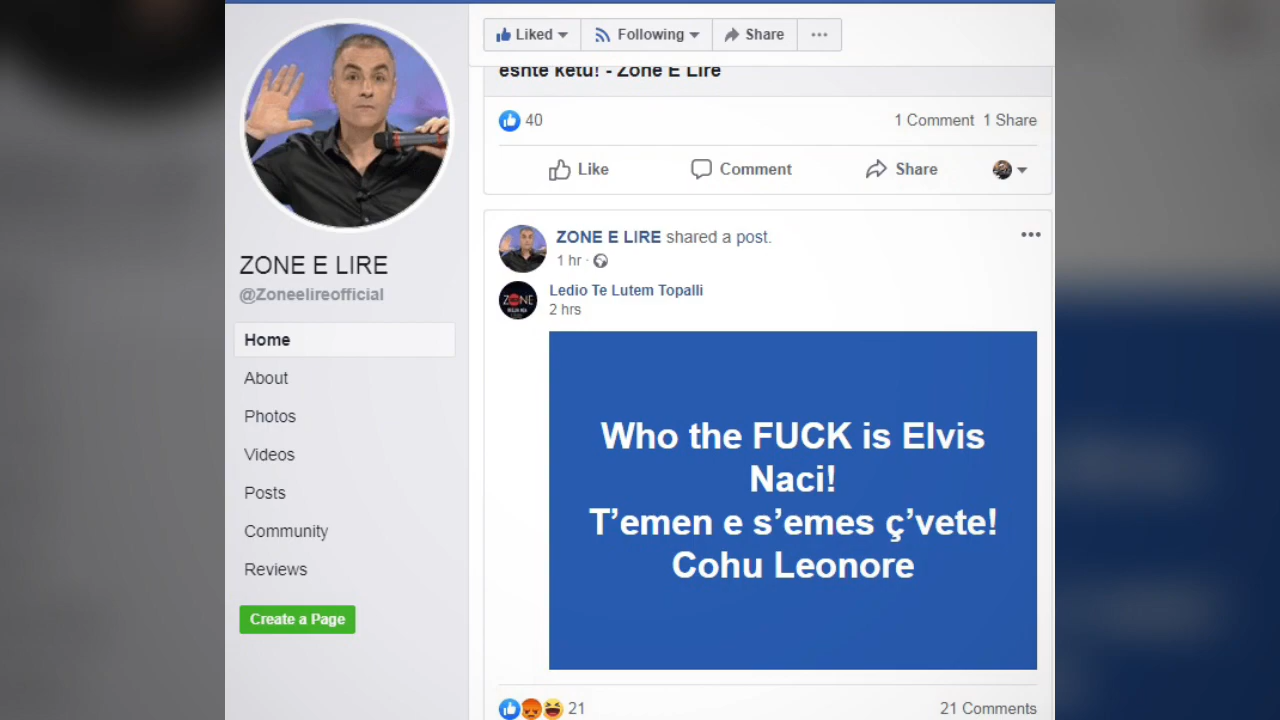 Liked
Following
Share
eshte ketu! - Zone E Lire
40
1 Comment 1 Share
Like
Comment
Share
ZONE E LIRE shared a post.
1 hr ·
ZONE
Ledio Te Lutem Topalli
2 hrs
Who the FUCK is Elvis
Naci!
T’emen e s’emes ç’vete!
Cohu Leonore
21
21 Comments
ZONE E LIRE
@Zoneelireofficial
Home
About
Photos
Videos
Posts
Community
Reviews
Create a Page